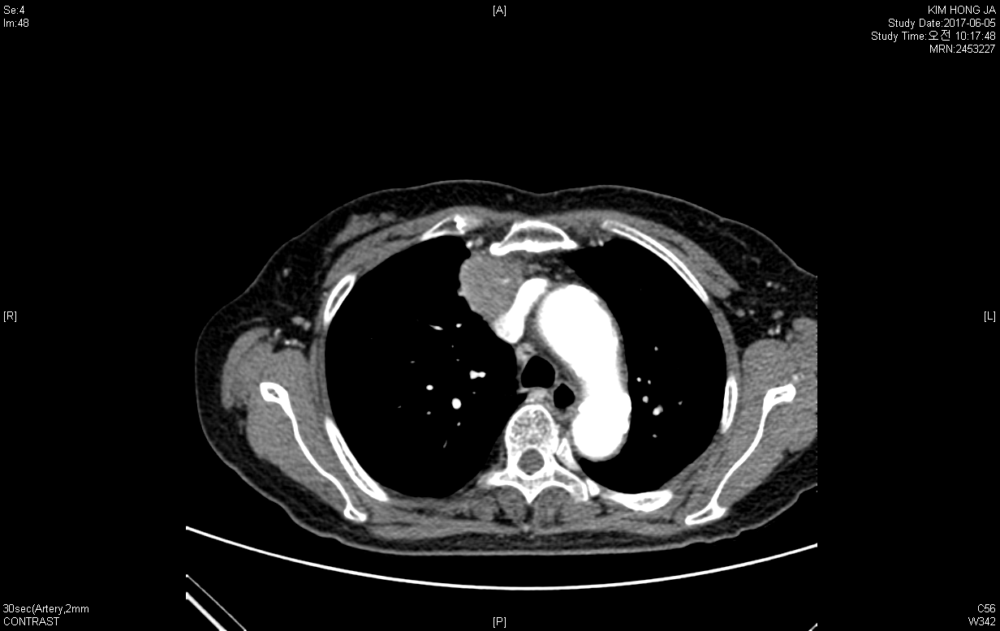 Se:4
Im:48
[A]
KIM HONG JA
Study Date:2017-06-05
Study Time:오전 10:17:48
MRN:2453227
[R]
[L]
30sec(Artery,2mm
CONTRAST
[P]
C56
W342